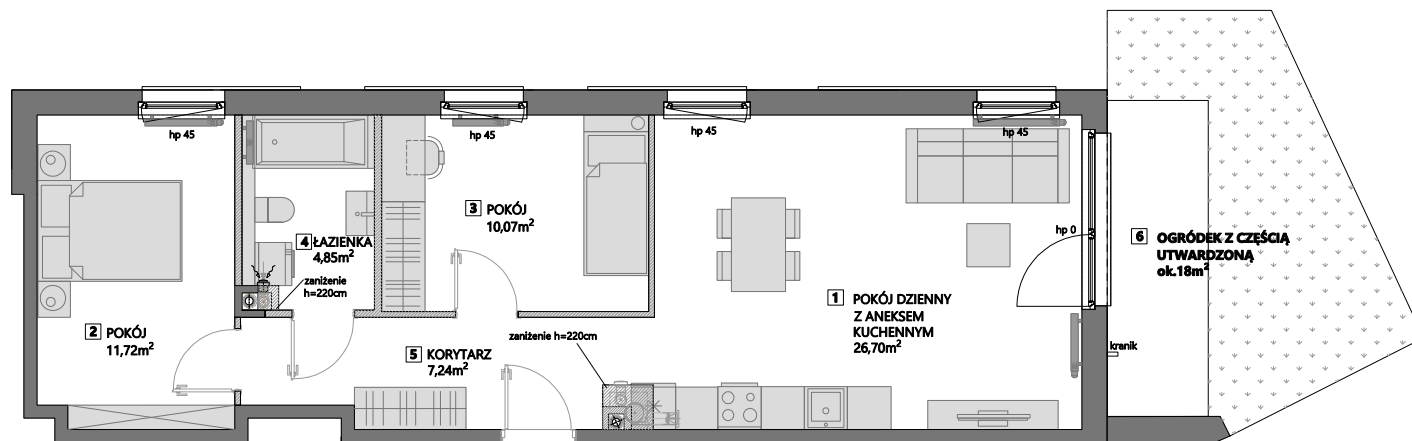 hp 45
hp 45
hp 45
hp 45
3 POKÓJ
10,07m²
4 ŁAZIENKA
4,85m²
zaniżenie
h=220cm
hp 0
6 OGRÓDEK Z CZĘŚCIĄ
UTWARDZONĄ
ok.18m²
1 POKÓJ DZIENNY
Z ANEKSEM
KUCHENNYM
26,70m²
2 POKÓJ
11,72m²
zaniżenie h=220cm
kranik
5 KORYTARZ
7,24m²